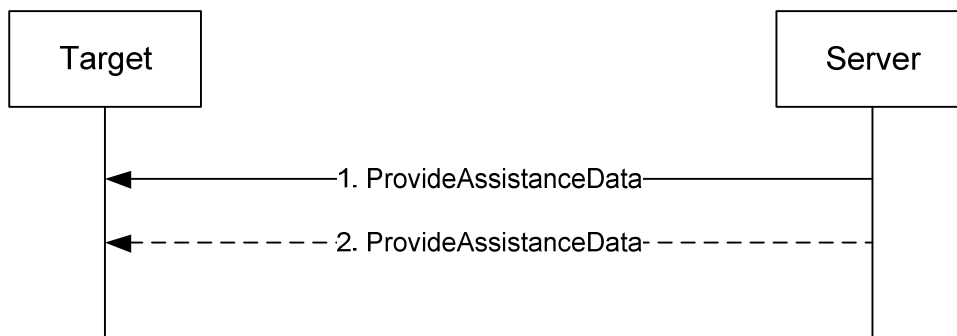 Target
Server
1. ProvideAssistanceData
2. ProvideAssistanceData